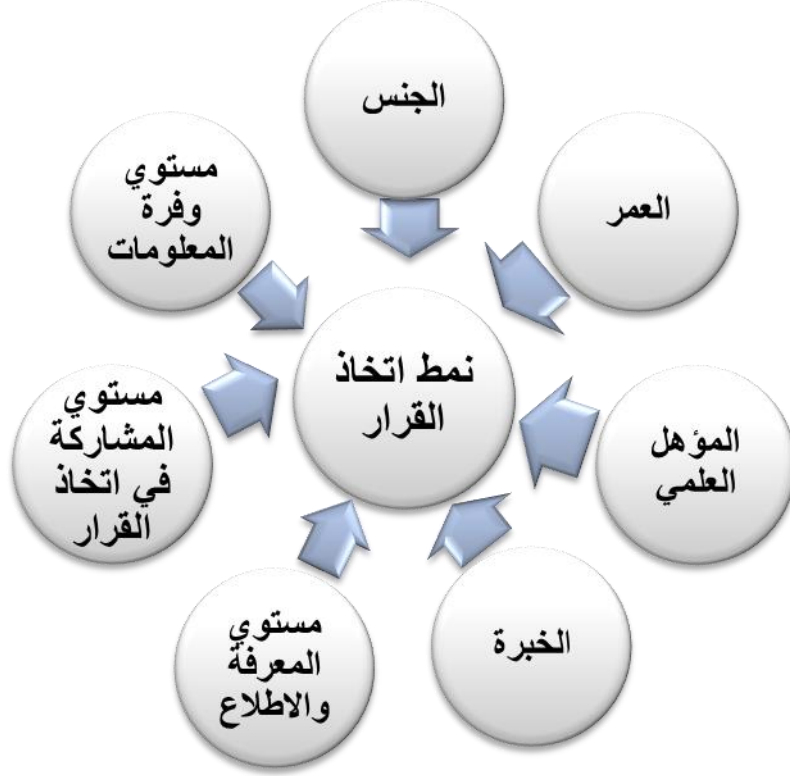 الجنس
العمر
المؤهل
العلمي
الخبرة
مستوي
المعرفة
والاطلاع
مستوي
المشاركة
في اتخاذ
القرار
مستوي
وفرة
المعلومات
نمط اتخاذ
القرار